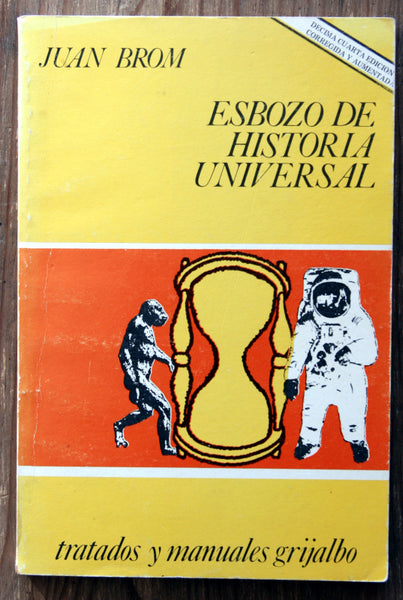 JUAN BROM
DECIMA CUARTA EDICION
CORREGIDA Y AUMENTADA
ESBOZO DE
HISTORIA
UNIVERSAL
tratados y manuales grijalbo